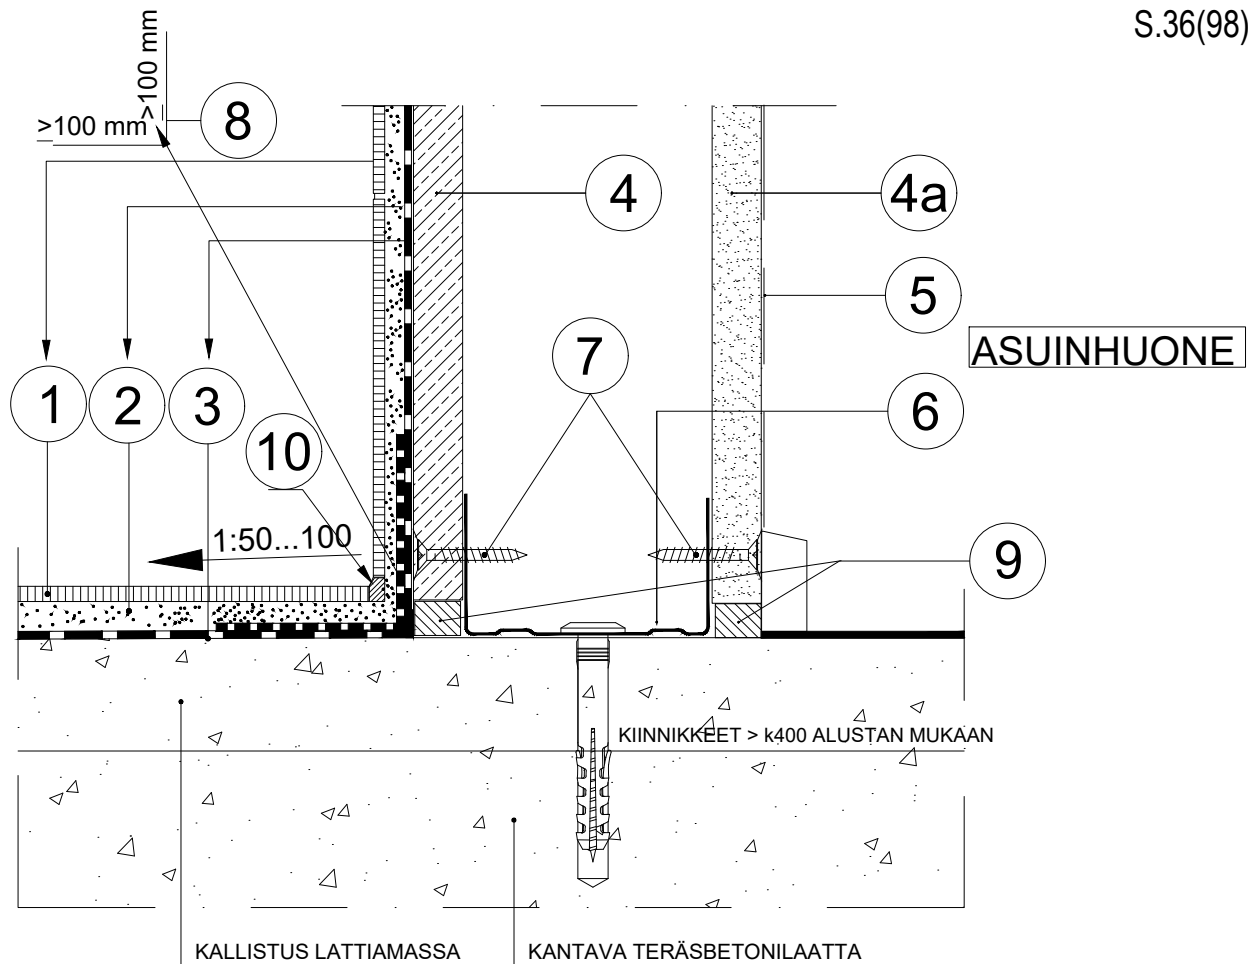 S.36(98)
>100 mm
≥100 mm
8
4
4a
5
ASUINHUONE
7
6
1
2
3
10
1:50...100
9
KIINNIKKEET > k400 ALUSTAN MUKAAN
KALLISTUS LATTIAMASSA
KANTAVA TERÄSBETONILAATTA